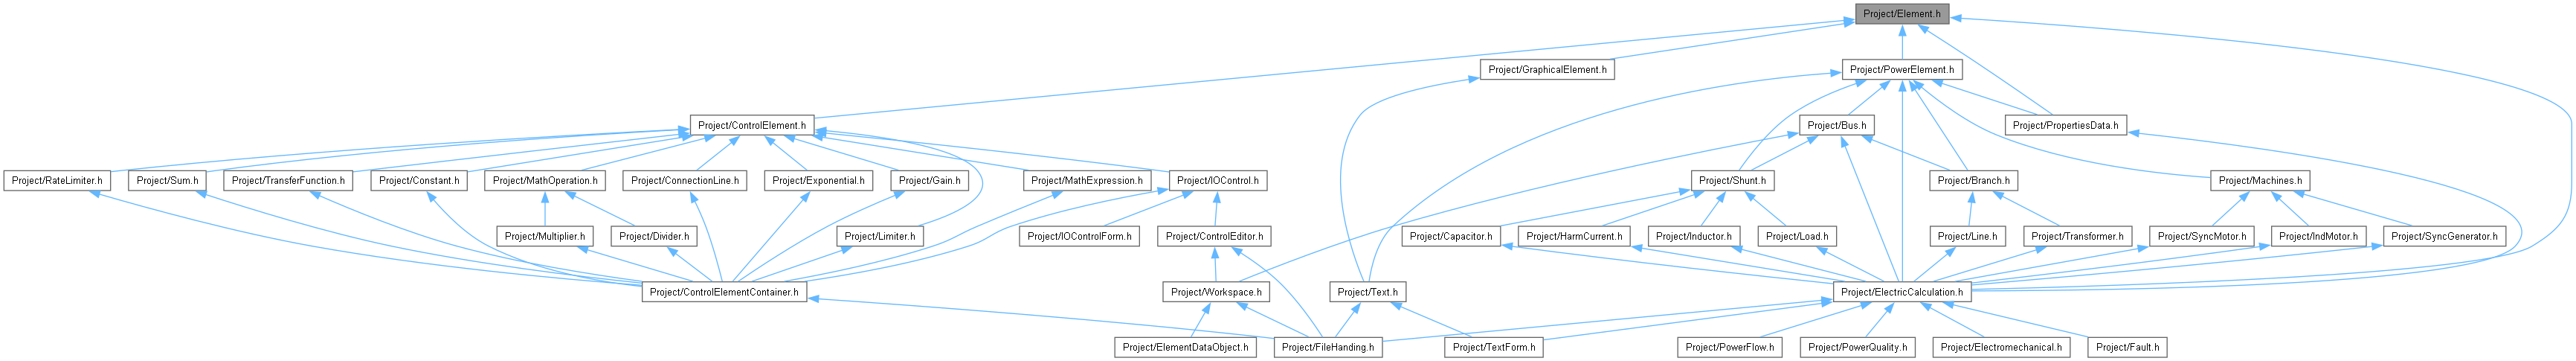 Project/Element.h
Project/GraphicalElement.h
Project/PowerElement.h
Project/ControlElement.h
Project/Bus.h
Project/PropertiesData.h
Project/RateLimiter.h
Project/Sum.h
Project/TransferFunction.h
Project/Constant.h
Project/MathOperation.h
Project/ConnectionLine.h
Project/Exponential.h
Project/Gain.h
Project/MathExpression.h
Project/IOControl.h
Project/Shunt.h
Project/Branch.h
Project/Machines.h
Project/Multiplier.h
Project/Divider.h
Project/Limiter.h
Project/IOControlForm.h
Project/ControlEditor.h
Project/Capacitor.h
Project/HarmCurrent.h
Project/Inductor.h
Project/Load.h
Project/Line.h
Project/Transformer.h
Project/SyncMotor.h
Project/IndMotor.h
Project/SyncGenerator.h
Project/ControlElementContainer.h
Project/Workspace.h
Project/Text.h
Project/ElectricCalculation.h
Project/ElementDataObject.h
Project/FileHanding.h
Project/TextForm.h
Project/PowerFlow.h
Project/PowerQuality.h
Project/Electromechanical.h
Project/Fault.h